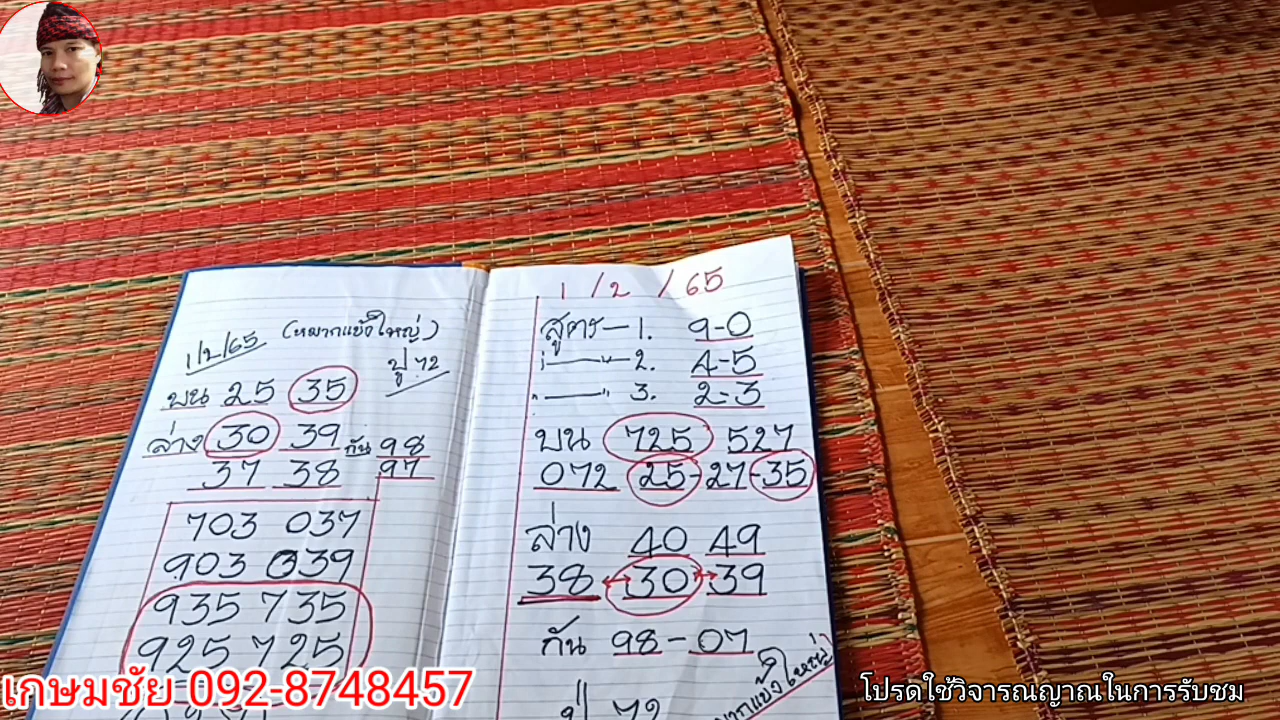 1/2/65 (หมากแข้งใหญ่)
ปู่ 72
บน 25 35
ล่าง 30 39 กัน 98
37 38 97
703 037
903 039
935 735
925 725
1/2/65
สูตร-1. 9-0
"-2. 4-5
" 3. 2-3
บน 725 527
072 25-27-35
ล่าง 40 49
38 ↔ 30 ↔ 39
กัน 98-07
ปู่ 72
เกษมชัย 092-8748457
โปรดใช้วิจารณญาณในการรับชม